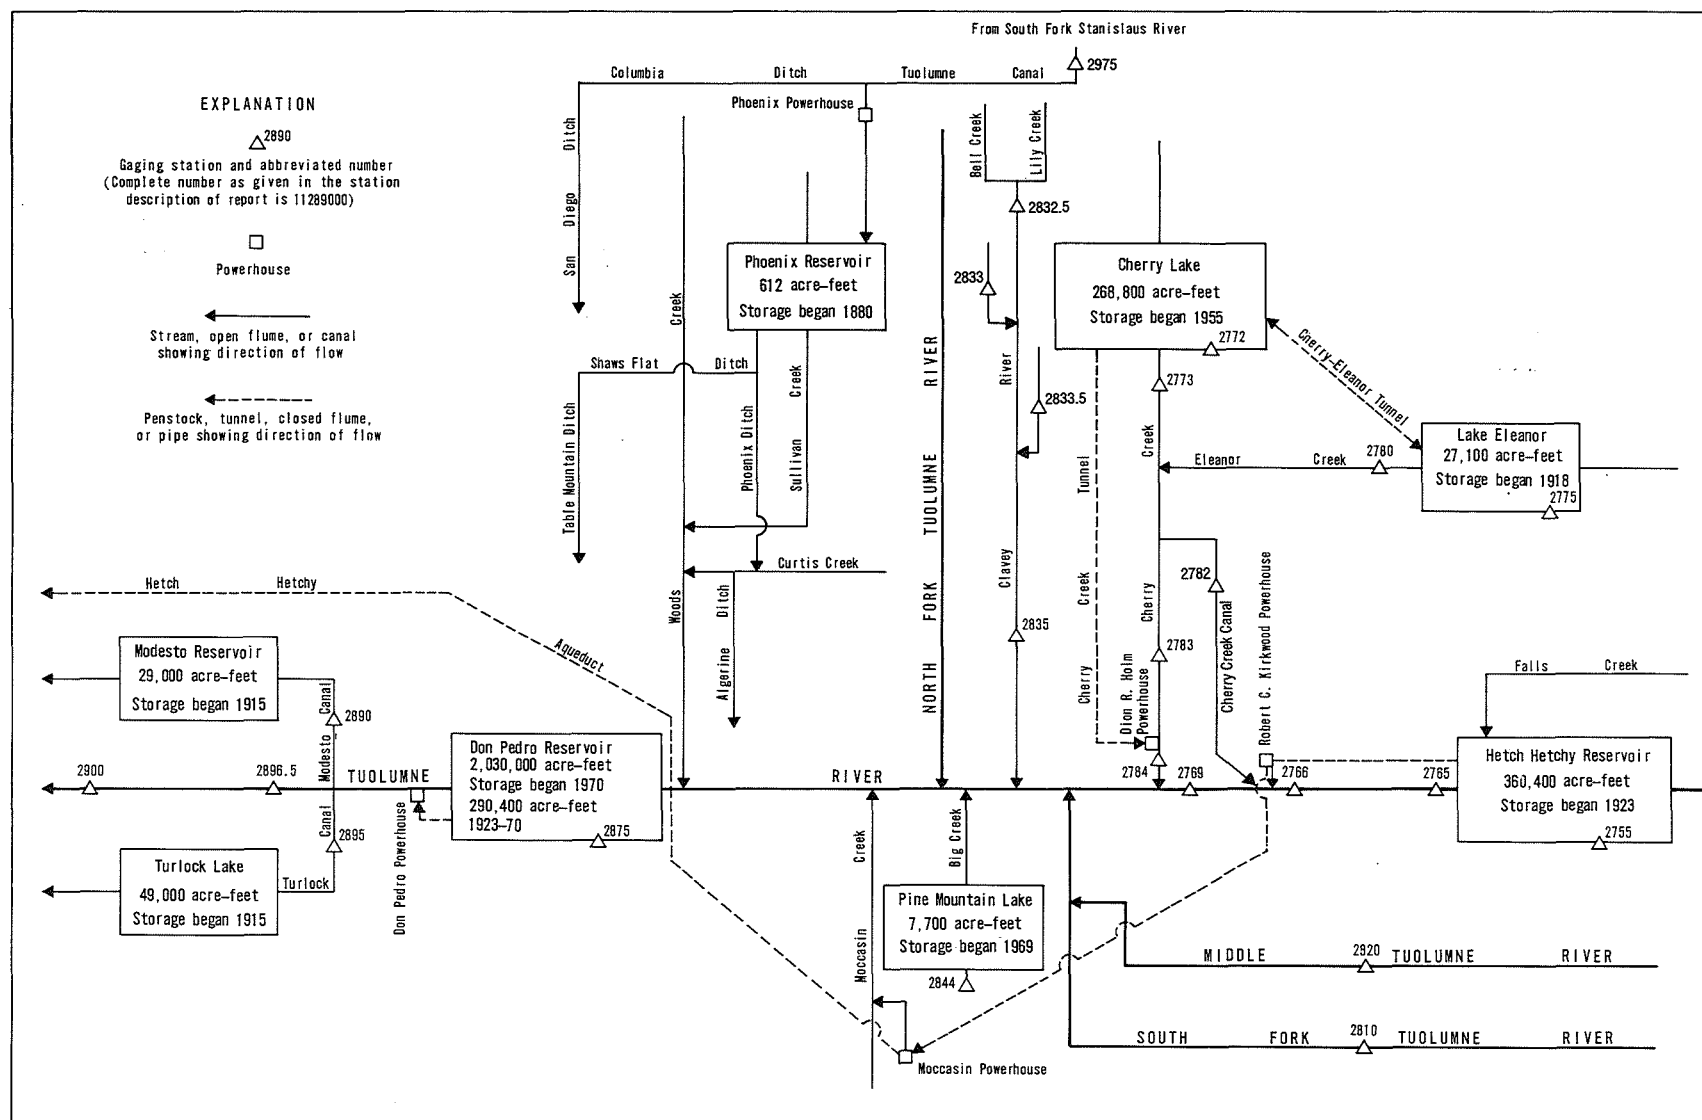 From South Fork Stanislaus River
2975
Columbia Ditch Tuolumne Canal
EXPLANATION
2890
Gaging station and abbreviated number
(Complete number as given in the station
description of report is 11289000)
Powerhouse
Stream, open flume, or canal
showing direction of flow
Penstock, tunnel, closed flume,
or pipe showing direction of flow
Phoenix Powerhouse
San Diego Ditch
Phoenix Reservoir
612 acre-feet
Storage began 1880
Shaws Flat Ditch
Table Mountain Ditch
Phoenix Ditch
Sullivan Creek
Woods Creek
Curtis Creek
Algerine Ditch
NORTH FORK TUOLUMNE RIVER
Bell Creek
Lily Creek
2832.5
2833
2833.5
Clavey River
2835
Cherry Lake
268,800 acre-feet
Storage began 1955
2772
2773
Cherry-Eleanor Tunnel
Lake Eleanor
27,100 acre-feet
Storage began 1918
2775
2780
Eleanor Creek
Cherry Creek Tunnel
Cherry Creek
2782
2783
Cherry Creek Canal
Dion R. Holm
Powerhouse
2784
Robert C. Kirkwood Powerhouse
Falls Creek
Hetch Hetchy Reservoir
360,400 acre-feet
Storage began 1923
2755
2765
2766
2769
Hetch Hetchy Aqueduct
Modesto Reservoir
29,000 acre-feet
Storage began 1915
Modesto Canal
2890
2900
2896.5
TUOLUMNE RIVER
Don Pedro Reservoir
2,030,000 acre-feet
Storage began 1970
290,400 acre-feet
1923-70
2875
Don Pedro Powerhouse
2895
Turlock Canal
Turlock Lake
49,000 acre-feet
Storage began 1915
Moccasin Creek
Big Creek
Pine Mountain Lake
7,700 acre-feet
Storage began 1969
2844
Moccasin Powerhouse
MIDDLE TUOLUMNE RIVER
2820
SOUTH FORK TUOLUMNE RIVER
2810